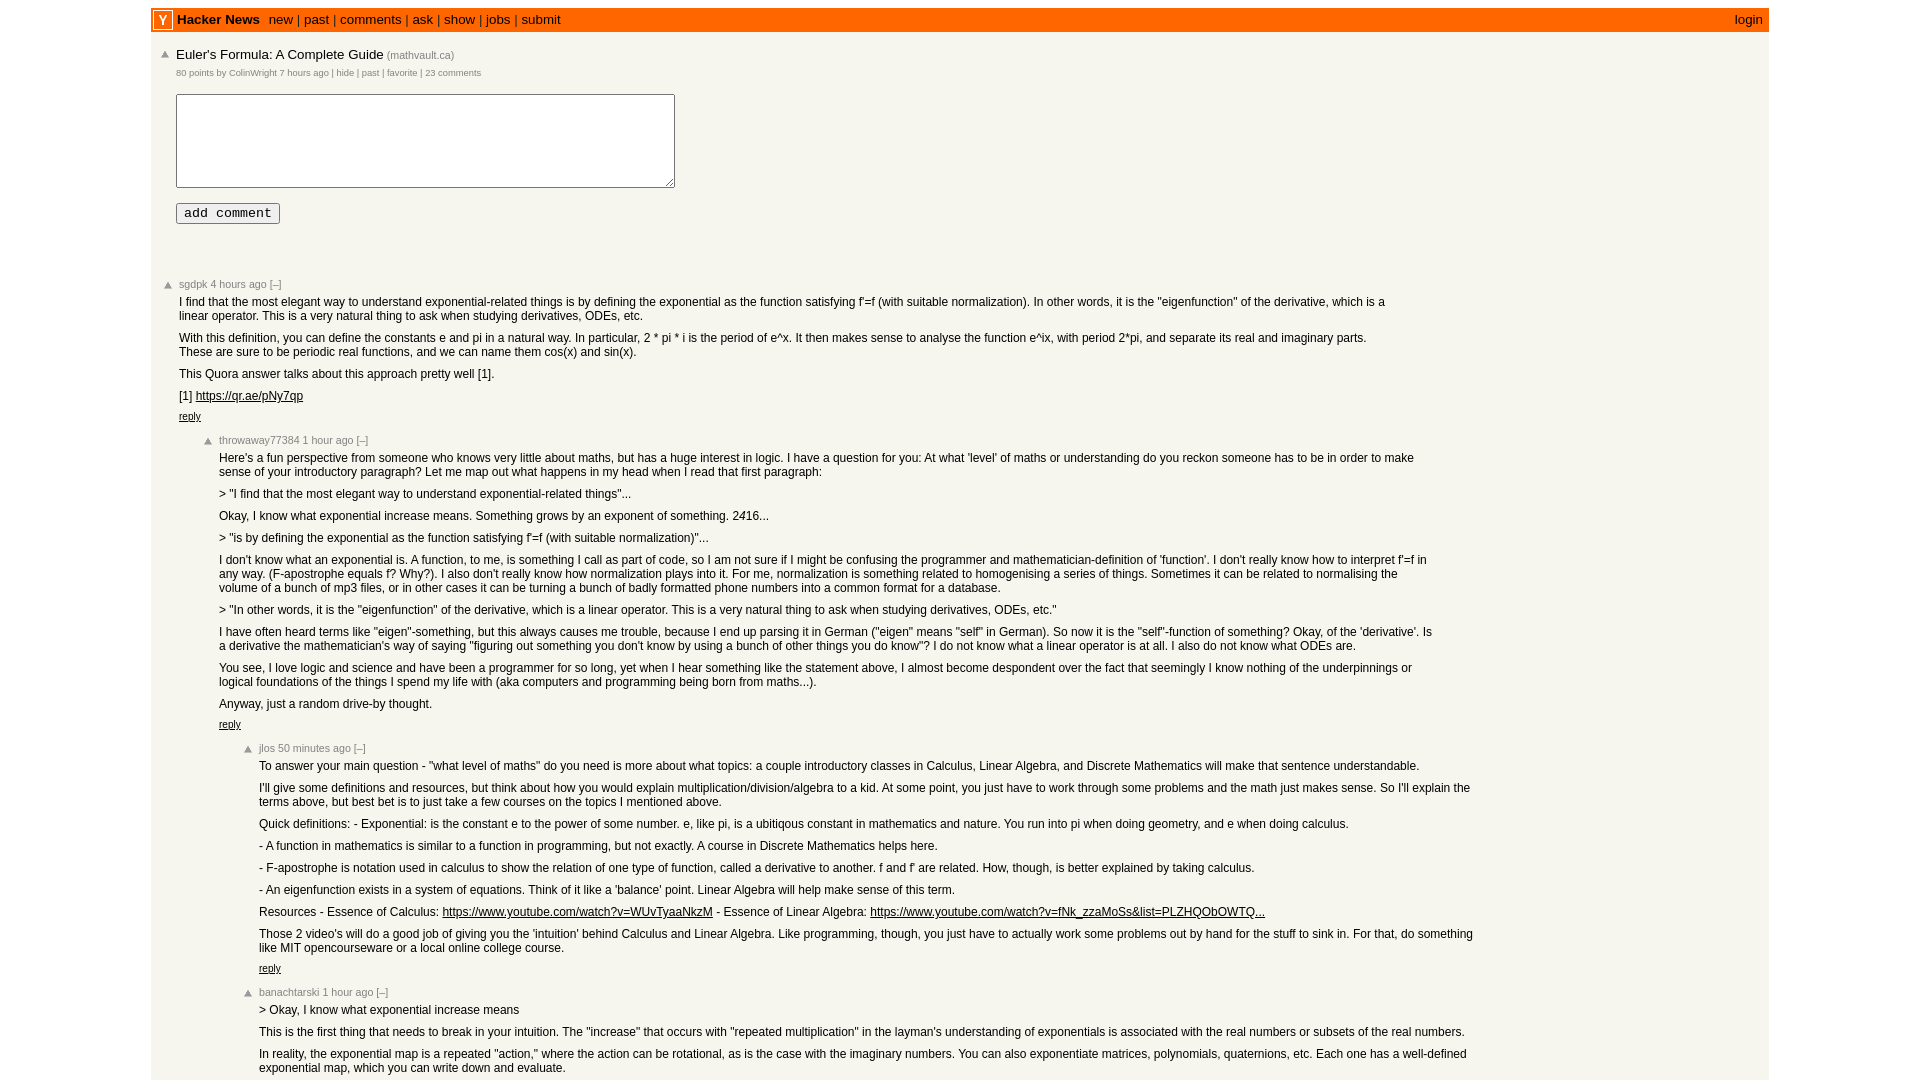 Y Hacker News new | past | comments | ask | show | jobs | submit login
Euler's Formula: A Complete Guide (mathvault.ca)
80 points by ColinWright 7 hours ago | hide | past | favorite | 23 comments
add comment
sgdpk 4 hours ago [–]
I find that the most elegant way to understand exponential-related things is by defining the exponential as the function satisfying f'=f (with suitable normalization). In other words, it is the "eigenfunction" of the derivative, which is a
linear operator. This is a very natural thing to ask when studying derivatives, ODEs, etc.
With this definition, you can define the constants e and pi in a natural way. In particular, 2 * pi * i is the period of e^x. It then makes sense to analyse the function e^ix, with period 2*pi, and separate its real and imaginary parts.
These are sure to be periodic real functions, and we can name them cos(x) and sin(x).
This Quora answer talks about this approach pretty well [1].
[1] https://qr.ae/pNy7qp
reply
throwaway77384 1 hour ago [–]
Here's a fun perspective from someone who knows very little about maths, but has a huge interest in logic. I have a question for you: At what 'level' of maths or understanding do you reckon someone has to be in order to make
sense of your introductory paragraph? Let me map out what happens in my head when I read that first paragraph:
> "I find that the most elegant way to understand exponential-related things"...
Okay, I know what exponential increase means. Something grows by an exponent of something. 2416...
> "is by defining the exponential as the function satisfying f'=f (with suitable normalization)"...
I don't know what an exponential is. A function, to me, is something I call as part of code, so I am not sure if I might be confusing the programmer and mathematician-definition of 'function'. I don't really know how to interpret f'=f in
any way. (F-apostrophe equals f? Why?). I also don't really know how normalization plays into it. For me, normalization is something related to homogenising a series of things. Sometimes it can be related to normalising the
volume of a bunch of mp3 files, or in other cases it can be turning a bunch of badly formatted phone numbers into a common format for a database.
> "In other words, it is the "eigenfunction" of the derivative, which is a linear operator. This is a very natural thing to ask when studying derivatives, ODEs, etc."
I have often heard terms like "eigen"-something, but this always causes me trouble, because I end up parsing it in German ("eigen" means "self" in German). So now it is the "self"-function of something? Okay, of the 'derivative'. Is
a derivative the mathematician's way of saying "figuring out something you don't know by using a bunch of other things you do know"? I do not know what a linear operator is at all. I also do not know what ODEs are.
You see, I love logic and science and have been a programmer for so long, yet when I hear something like the statement above, I almost become despondent over the fact that seemingly I know nothing of the underpinnings or
logical foundations of the things I spend my life with (aka computers and programming being born from maths...).
Anyway, just a random drive-by thought.
reply
jlos 50 minutes ago [–]
To answer your main question - "what level of maths" do you need is more about what topics: a couple introductory classes in Calculus, Linear Algebra, and Discrete Mathematics will make that sentence understandable.
I'll give some definitions and resources, but think about how you would explain multiplication/division/algebra to a kid. At some point, you just have to work through some problems and the math just makes sense. So I'll explain the
terms above, but best bet is to just take a few courses on the topics I mentioned above.
Quick definitions: - Exponential: is the constant e to the power of some number. e, like pi, is a ubitiqous constant in mathematics and nature. You run into pi when doing geometry, and e when doing calculus.
- A function in mathematics is similar to a function in programming, but not exactly. A course in Discrete Mathematics helps here.
- F-apostrophe is notation used in calculus to show the relation of one type of function, called a derivative to another. f and f' are related. How, though, is better explained by taking calculus.
- An eigenfunction exists in a system of equations. Think of it like a 'balance' point. Linear Algebra will help make sense of this term.
Resources - Essence of Calculus: https://www.youtube.com/watch?v=WUvTyaaNkzM - Essence of Linear Algebra: https://www.youtube.com/watch?v=fNk_zzaMoSs&list=PLZHQObOWTQ...
Those 2 video's will do a good job of giving you the 'intuition' behind Calculus and Linear Algebra. Like programming, though, you just have to actually work some problems out by hand for the stuff to sink in. For that, do something
like MIT opencourseware or a local online college course.
reply
banachtarski 1 hour ago [–]
> Okay, I know what exponential increase means
This is the first thing that needs to break in your intuition. The "increase" that occurs with "repeated multiplication" in the layman's understanding of exponentials is associated with the real numbers or subsets of the real numbers.
In reality, the exponential map is a repeated "action," where the action can be rotational, as is the case with the imaginary numbers. You can also exponentiate matrices, polynomials, quaternions, etc. Each one has a well-defined
exponential map, which you can write down and evaluate.